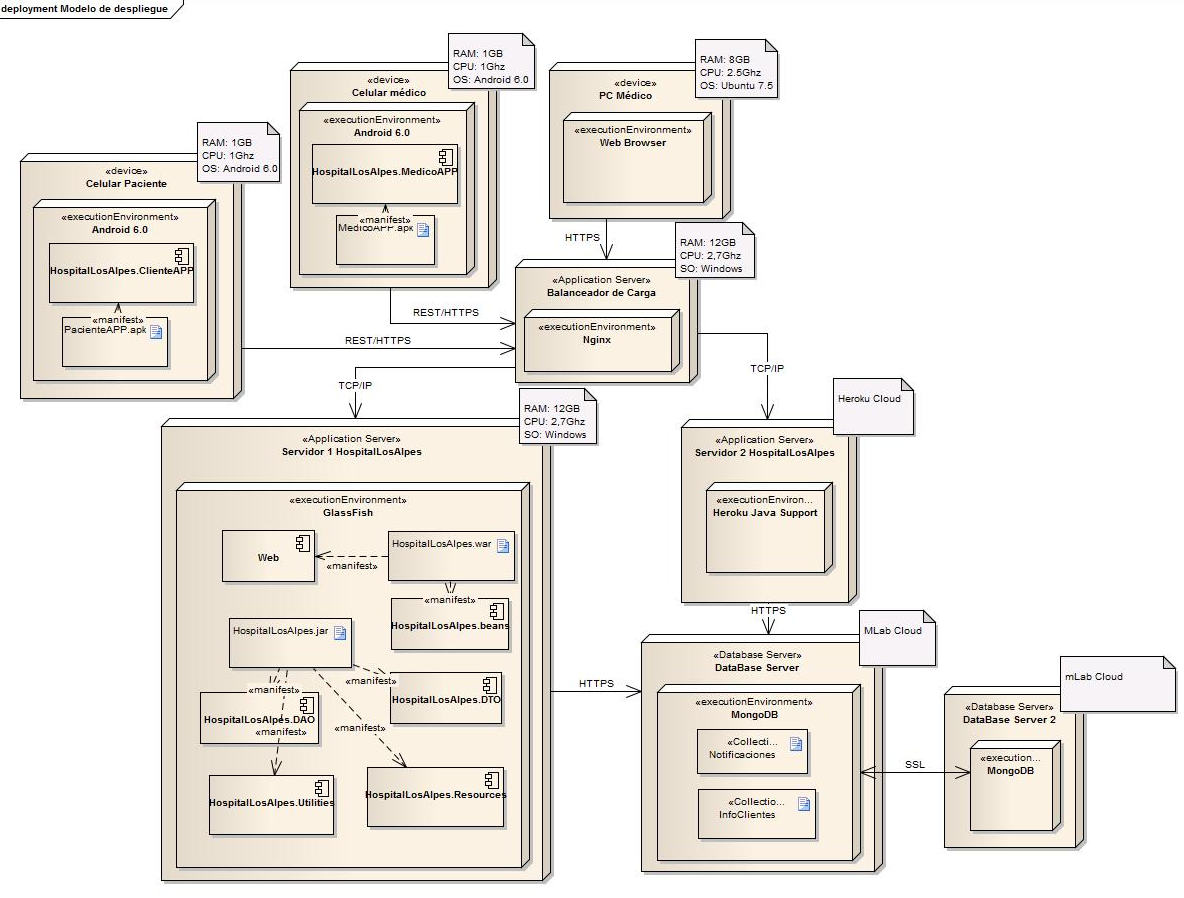 deployment Modelo de despliegue
RAM: 1GB
CPU: 1Ghz
OS: Android 6.0
«device»
Celular médico
«executionEnvironment»
Android 6.0
HospitalLosAlpes.MedicoAPP
«manifest»
MedicoAPP.apk
RAM: 8GB
CPU: 2.5Ghz
OS: Ubuntu 7.5
«device»
PC Médico
«executionEnvironment»
Web Browser
RAM: 1GB
CPU: 1Ghz
OS: Android 6.0
«device»
Celular Paciente
«executionEnvironment»
Android 6.0
HospitalLosAlpes.ClienteAPP
«manifest»
PacienteAPP.apk
HTTPS
RAM: 12GB
CPU: 2,7Ghz
SO: Windows
«Application Server»
Balanceador de Carga
«executionEnvironment»
Nginx
REST/HTTPS
REST/HTTPS
TCP/IP
TCP/IP
RAM: 12GB
CPU: 2,7Ghz
SO: Windows
«Application Server»
Servidor 1 HospitalLosAlpes
«executionEnvironment»
GlassFish
Web
«manifest»
HospitalLosAlpes.war
«manifest»
HospitalLosAlpes.beans
HospitalLosAlpes.jar
«manifest»
HospitalLosAlpes.DTO
«manifest»
HospitalLosAlpes.DAO
«manifest»
«manifest»
HospitalLosAlpes.Utilities
HospitalLosAlpes.Resources
Heroku Cloud
«Application Server»
Servidor 2 HospitalLosAlpes
«executionEnviron...
Heroku Java Support
HTTPS
HTTPS
MLab Cloud
«Database Server»
DataBase Server
«executionEnvironment»
MongoDB
«Collecti...
Notificaciones
«Collectio...
InfoClientes
SSL
mLab Cloud
«Database Server»
DataBase Server 2
«execution...
MongoDB